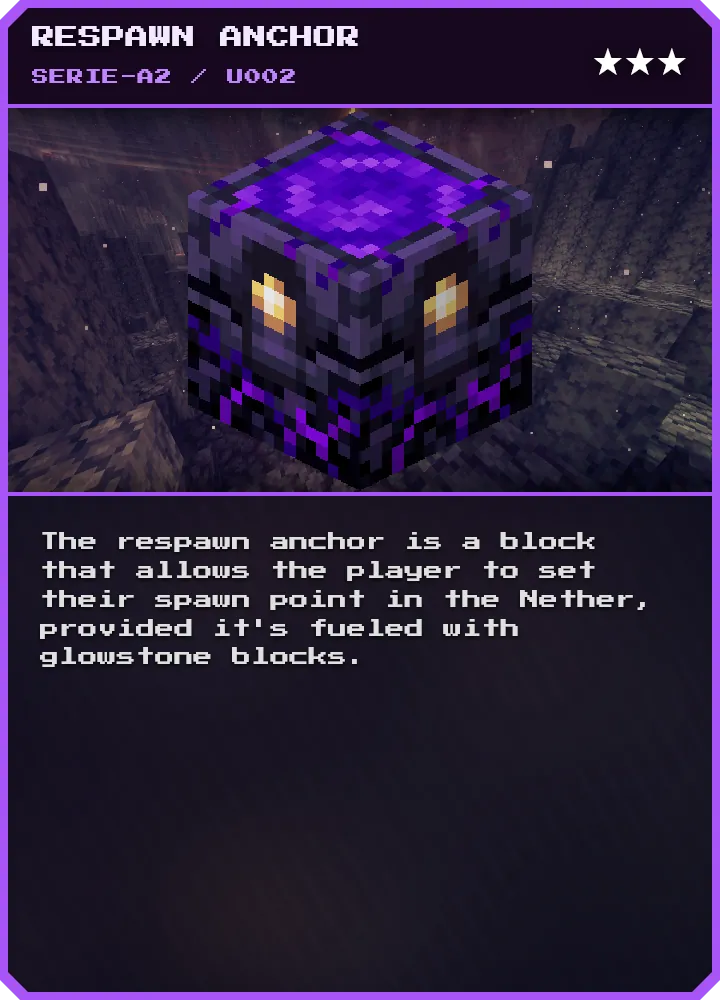 RESPAWN ANCHOR
SERIE-A2 / U002
★★★
The respawn anchor is a block
that allows the player to set
their spawn point in the Nether,
provided it's fueled with
glowstone blocks.